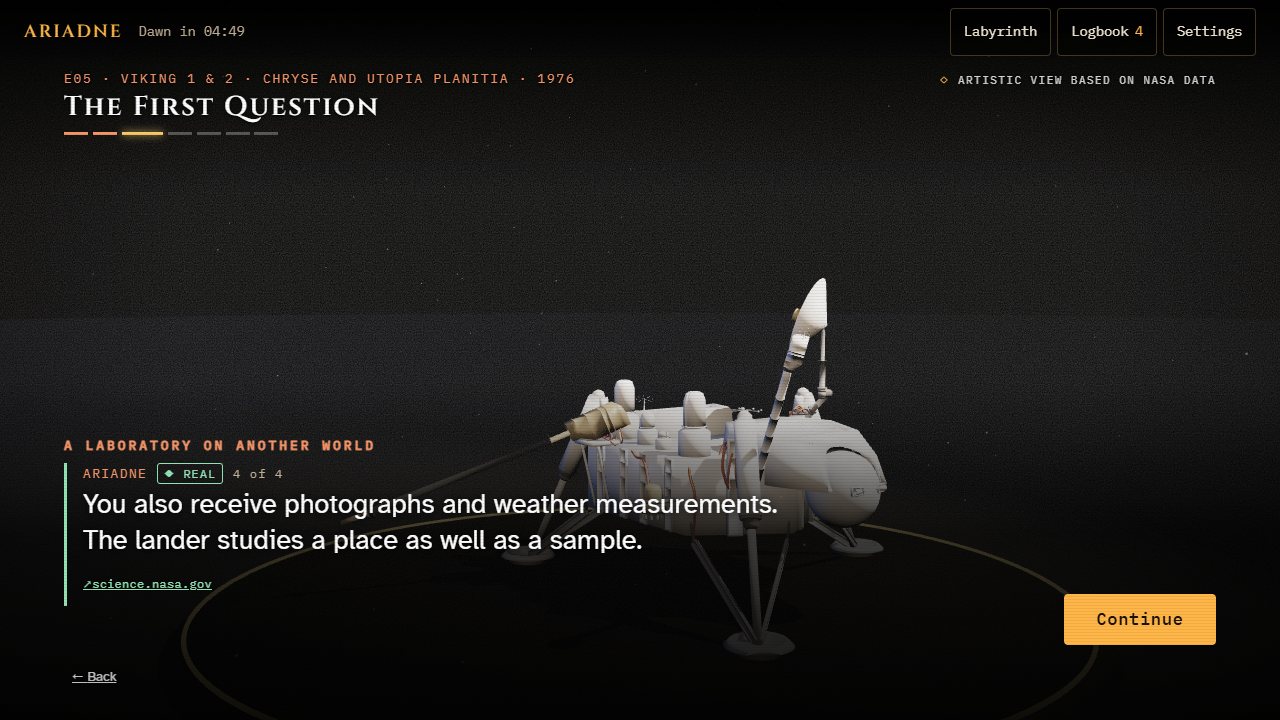 ARIADNE Dawn in 04:49
Labyrinth Logbook 4 Settings
E05 · VIKING 1 & 2 · CHRYSE AND UTOPIA PLANITIA · 1976
◇ ARTISTIC VIEW BASED ON NASA DATA
The First Question
A LABORATORY ON ANOTHER WORLD
ARIADNE ◆ REAL 4 of 4
You also receive photographs and weather measurements.
The lander studies a place as well as a sample.
↗science.nasa.gov
Continue
← Back